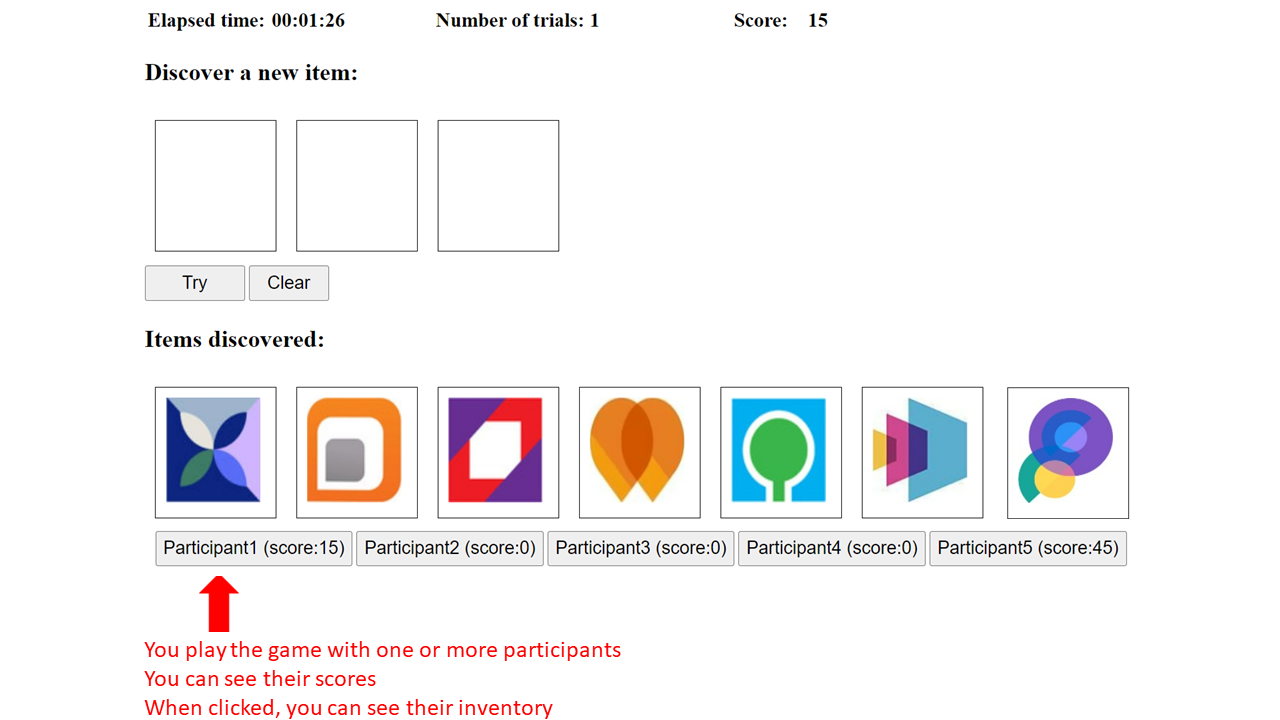 Elapsed time: 00:01:26 Number of trials: 1 Score: 15
Discover a new item:
Try Clear
Items discovered:
Participant1 (score:15) Participant2 (score:0) Participant3 (score:0) Participant4 (score:0) Participant5 (score:45)
You play the game with one or more participants
You can see their scores
When clicked, you can see their inventory